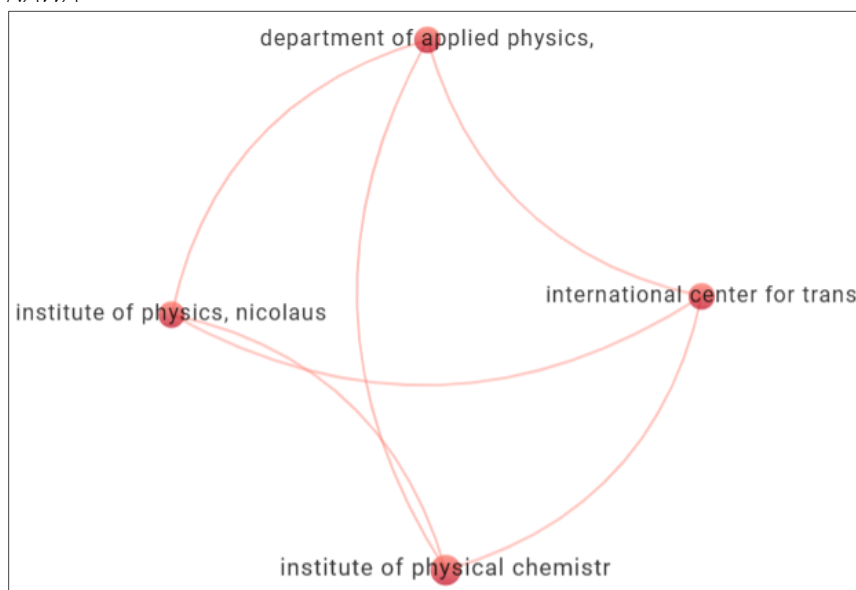 department of applied physics,
international center for trans
institute of physics, nicolaus
institute of physical chemistr